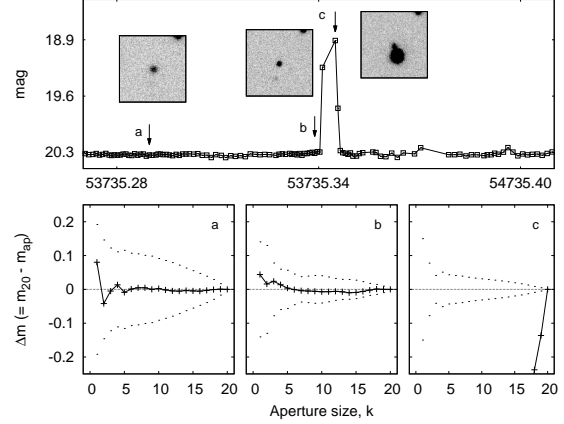 c
18.9
mag
19.6
b
a
20.3
53735.28 53735.34 54735.40
0.2 a b c
0.1
Δm (= m20 - map)
0
-0.1
-0.2
0 5 10 15 20 0 5 10 15 20 0 5 10 15 20
Aperture size, k